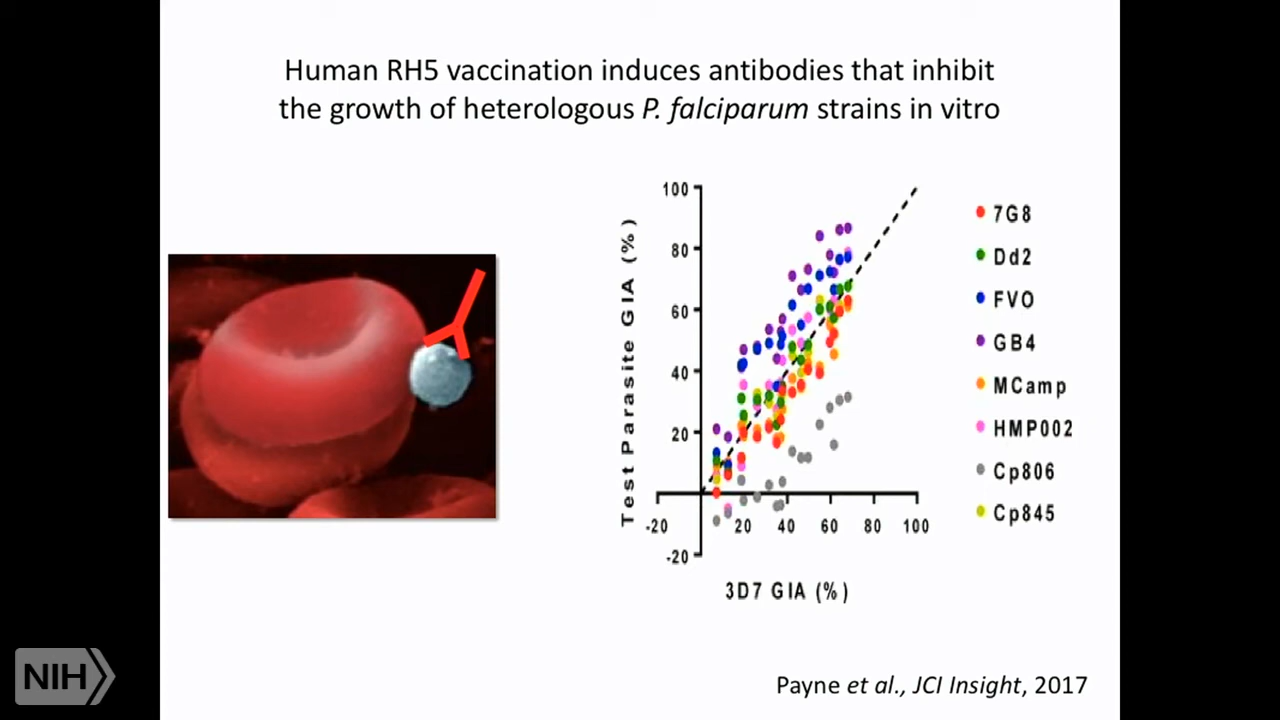 Human RH5 vaccination induces antibodies that inhibit
the growth of heterologous P. falciparum strains in vitro
Test Parasite GIA (%)
100
80
60
40
20
-20
-20
20
40
60
80
100
3D7 GIA (%)
7G8
Dd2
FVO
GB4
MCamp
HMP002
Cp806
Cp845
NIH
Payne et al., JCI Insight, 2017